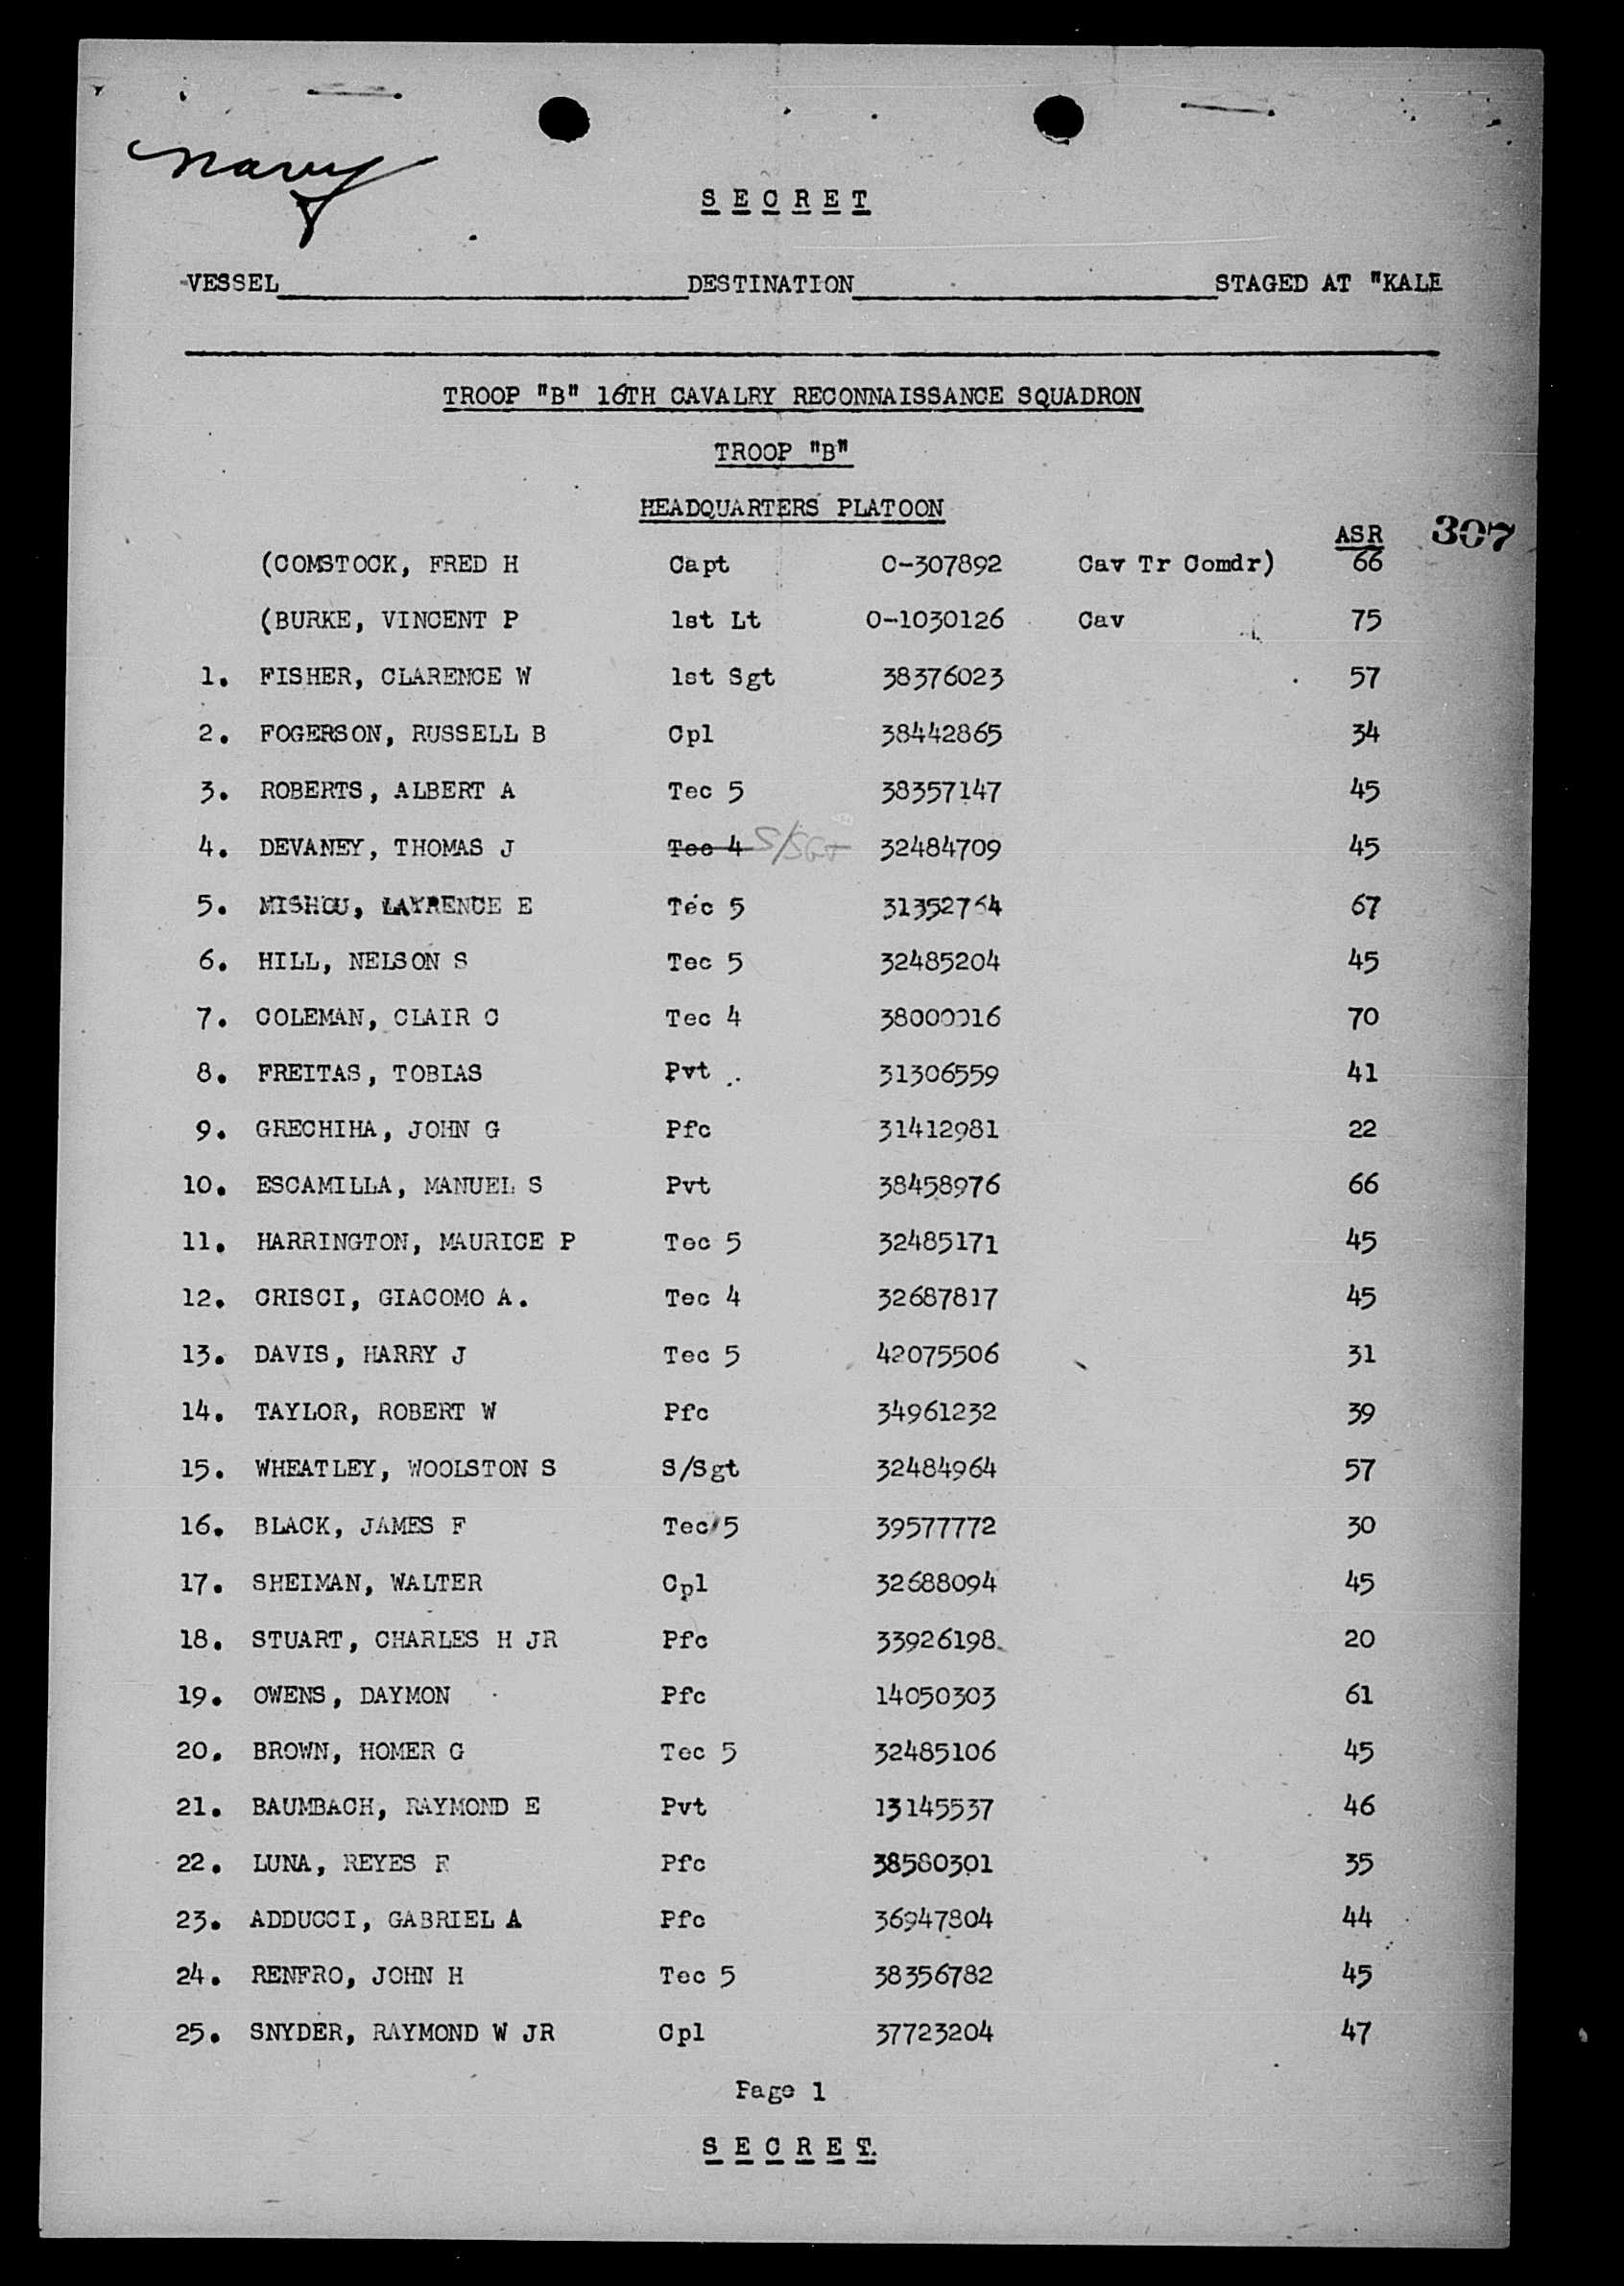 Navy
S E C R E T
VESSEL DESTINATION STAGED AT "KALE
TROOP "B" 16TH CAVALRY RECONNAISSANCE SQUADRON
TROOP "B"
HEADQUARTERS PLATOON
ASR 307
(COMSTOCK, FRED H Capt O-307892 Cav Tr Comdr) 66
(BURKE, VINCENT P 1st Lt O-1030126 Cav 75
1. FISHER, CLARENCE W 1st Sgt 38376023 57
2. FOGERSON, RUSSELL B Cpl 38442865 34
3. ROBERTS, ALBERT A Tec 5 38357147 45
4. DEVANEY, THOMAS J Tec 4 S/Sgt 32484709 45
5. MISHOU, E Tec 5 31352764 67
6. HILL, NELSON S Tec 5 32485204 45
7. COLEMAN, CLAIR C Tec 4 38000016 70
8. FREITAS, TOBIAS Pvt 31306559 41
9. GRECHIHA, JOHN G Pfc 31412981 22
10. ESCAMILLA, MANUEL S Pvt 38458976 66
11. HARRINGTON, MAURICE P Tec 5 32485171 45
12. CRISCI, GIACOMO A. Tec 4 32687817 45
13. DAVIS, HARRY J Tec 5 42075506 31
14. TAYLOR, ROBERT W Pfc 34961232 39
15. WHEATLEY, WOOLSTON S S/Sgt 32484964 57
16. BLACK, JAMES F Tec 5 39577772 30
17. SHEIMAN, WALTER Cpl 32688094 45
18. STUART, CHARLES H JR Pfc 33926198 20
19. OWENS, DAYMON Pfc 14050303 61
20. BROWN, HOMER G Tec 5 32485106 45
21. BAUMBACH, RAYMOND E Pvt 13145537 46
22. LUNA, REYES F Pfc 38580301 35
23. ADDUCCI, GABRIEL A Pfc 36947804 44
24. RENFRO, JOHN H Tec 5 38356782 45
25. SNYDER, RAYMOND W JR Cpl 37723204 47
Page 1
S E C R E T